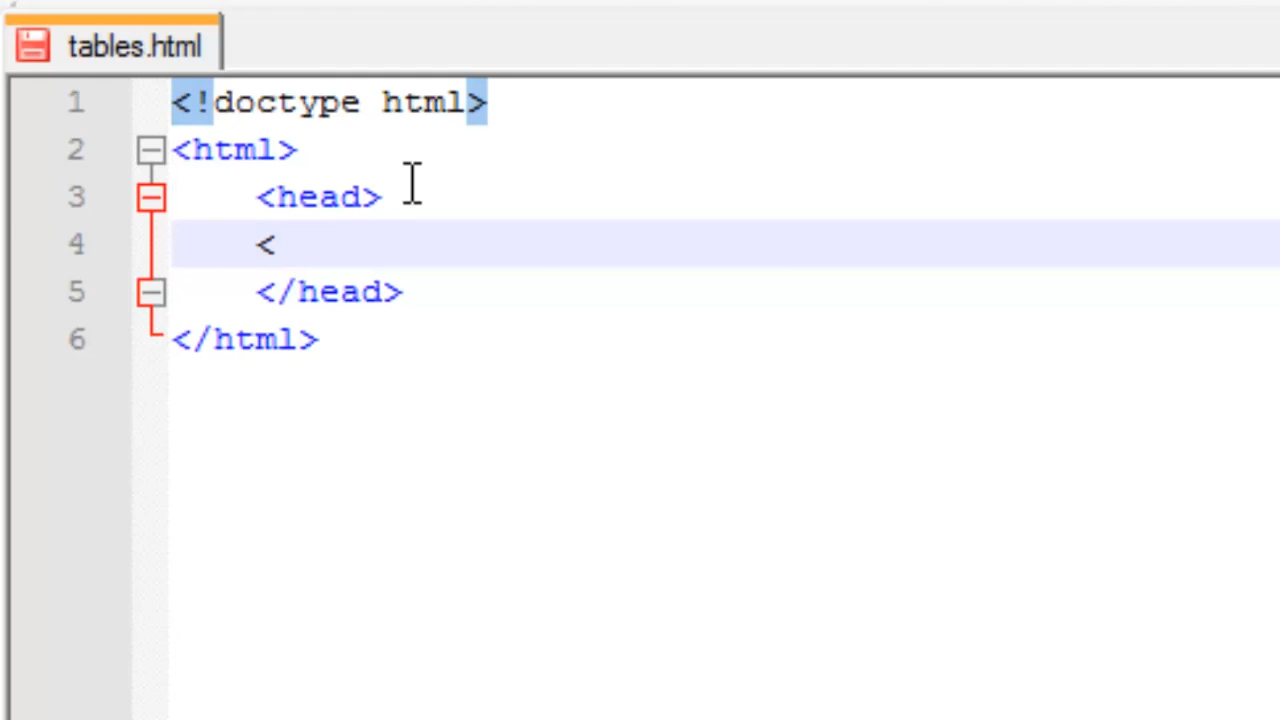 tables.html
1 <!doctype html>
2 <html>
3 <head>
4 <
5 </head>
6 </html>